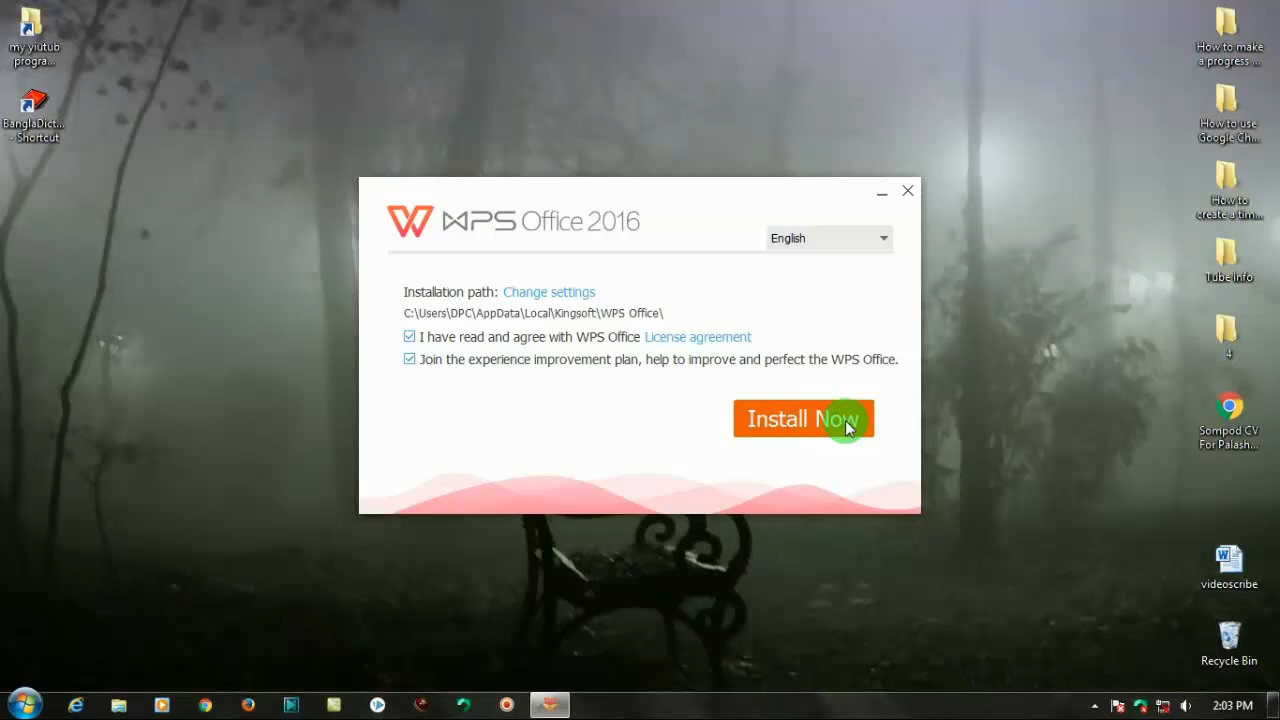 my yiutub
progra...
BanglaDict...
- Shortcut
WPS Office 2016
English
Installation path: Change settings
C:\Users\DPC\AppData\Local\Kingsoft\WPS Office\
I have read and agree with WPS Office License agreement
Join the experience improvement plan, help to improve and perfect the WPS Office.
Install Now
How to make
a progress ...
How to use
Google Ch...
How to
create a tim...
Tube info
4
Sompod CV
For Palash...
videoscribe
Recycle Bin
2:03 PM